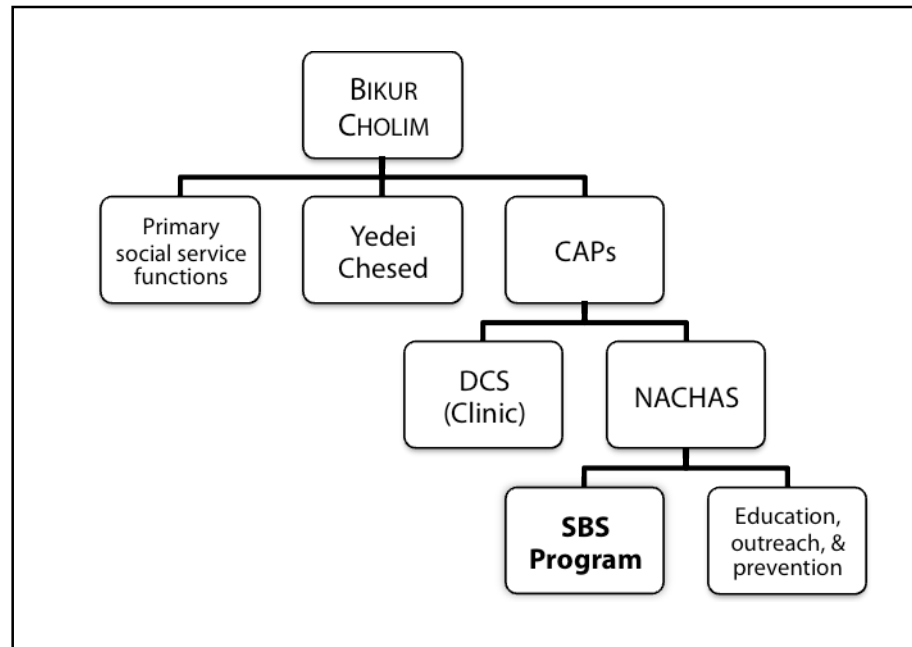 BIKUR
CHOLIM
Primary
social service
functions
Yedei
Chesed
CAPs
DCS
(Clinic)
NACHAS
SBS
Program
Education,
outreach, &
prevention